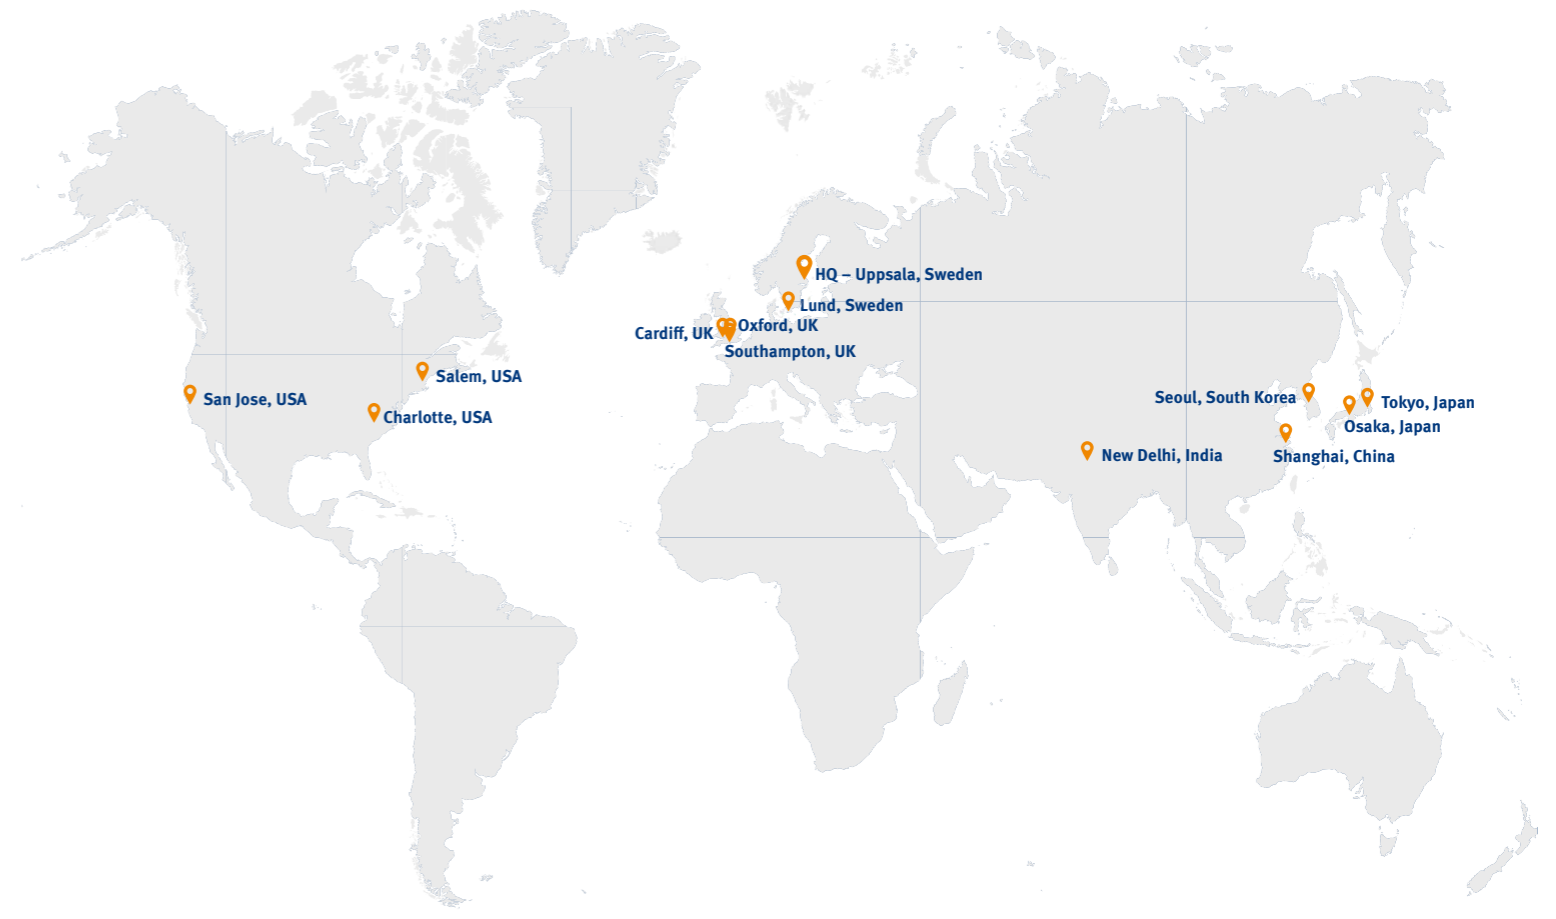 HQ – Uppsala, Sweden
Lund, Sweden
Oxford, UK
Cardiff, UK
Southampton, UK
Salem, USA
San Jose, USA
Charlotte, USA
Seoul, South Korea
Tokyo, Japan
Osaka, Japan
New Delhi, India
Shanghai, China